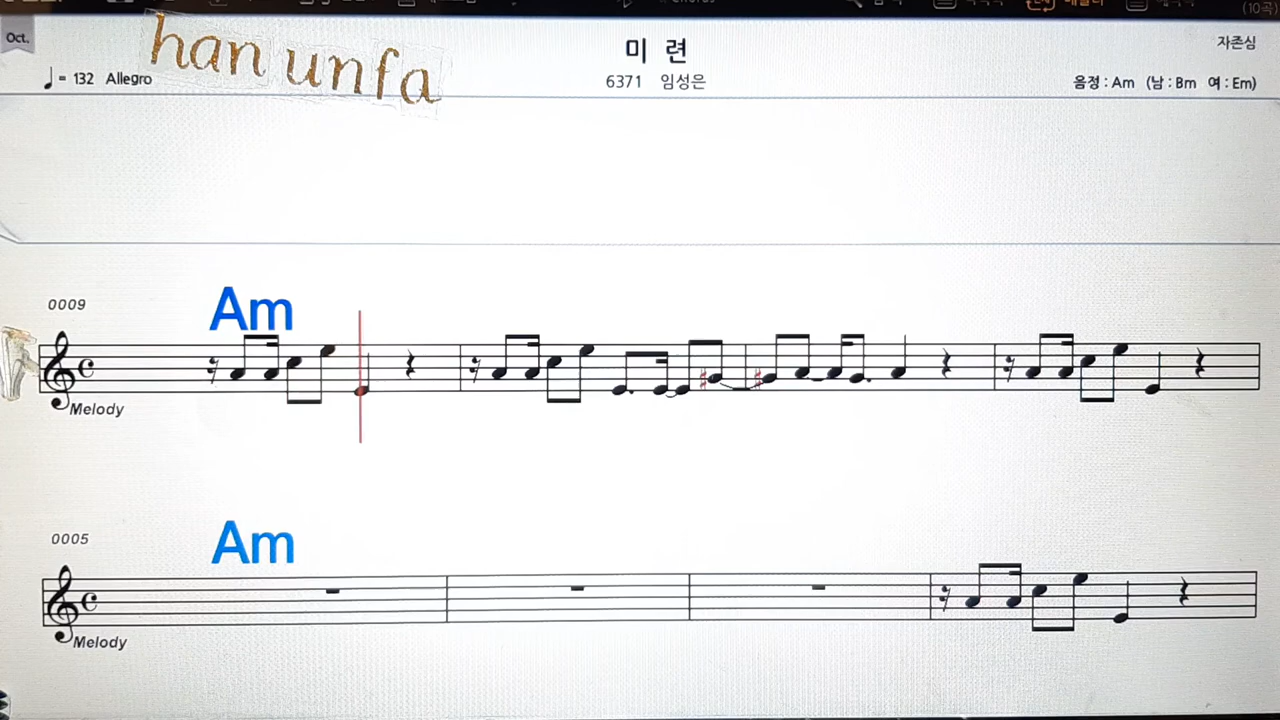 (10곡)
Oct.
han unfa
미 련
자존심
♩ = 132 Allegro
6371 임성은
음정 : Am (남 : Bm 여 : Em)
0009
Am
Melody
0005
Am
Melody